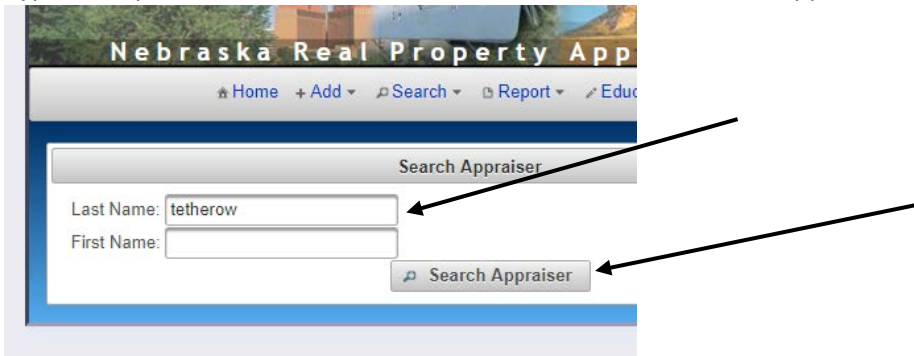 Nebraska Real Property App
Home + Add Search Report Educ
Search Appraiser
Last Name: tetherow
First Name:
Search Appraiser